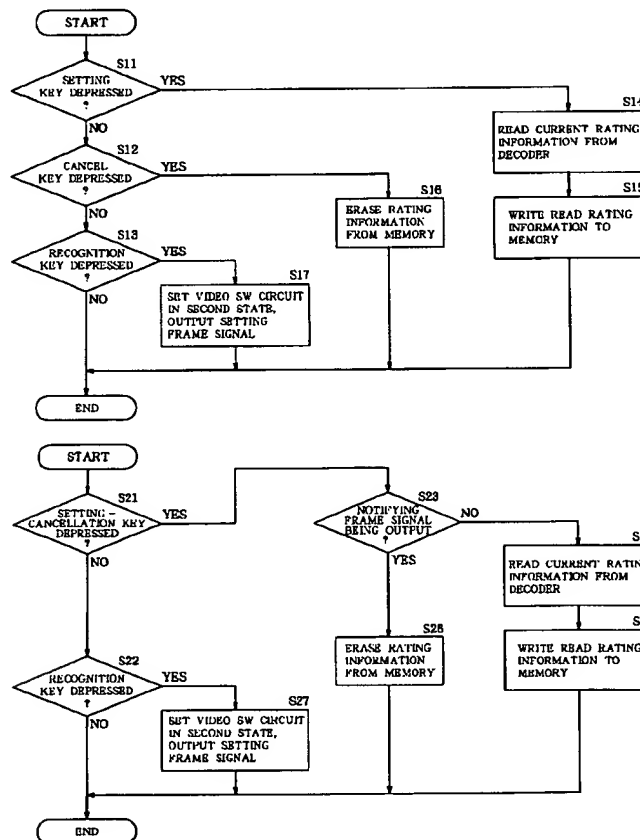 START
S11
SETTING
KEY DEPRESSED
?
YES
NO
S14
READ CURRENT RATING
INFORMATION FROM
DECODER
S12
CANCEL
KEY DEPRESSED
?
YES
NO
S16
ERASE RATING
INFORMATION
FROM MEMORY
S15
WRITE READ RATING
INFORMATION TO
MEMORY
S13
RECOGNITION
KEY DEPRESSED
?
YES
NO
S17
SET VIDEO SW CIRCUIT
IN SECOND STATE,
OUTPUT SETTING
FRAME SIGNAL
END
START
S21
SETTING -
CANCELLATION KEY
DEPRESSED
?
YES
NO
S23
NOTIFYING
FRAME SIGNAL
BEING OUTPUT
?
NO
YES
READ CURRENT RATING
INFORMATION FROM
DECODER
ERASE RATING
INFORMATION
FROM MEMORY
WRITE READ RATING
INFORMATION TO
MEMORY
S22
RECOGNITION
KEY DEPRESSED
?
YES
NO
S27
SET VIDEO SW CIRCUIT
IN SECOND STATE,
OUTPUT SETTING
FRAME SIGNAL
END